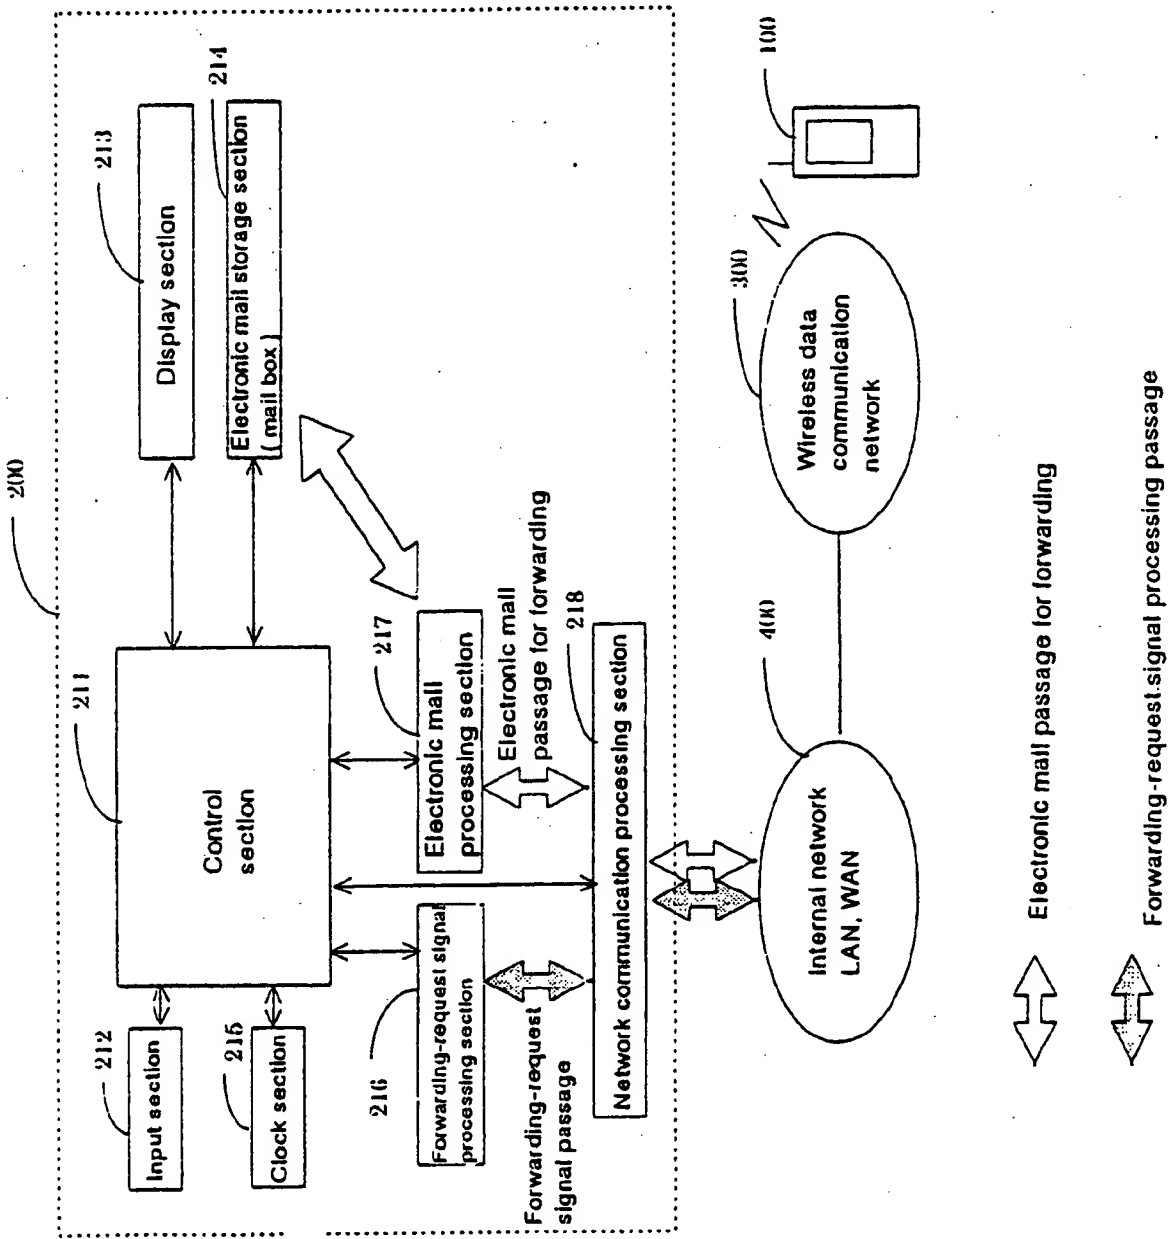 200
212
211
213
Input section
Display section
215
214
Control
section
Electronic mail storage section
( mail box )
Clock section
216
217
Forwarding-request signal
processing section
Electronic mall
processing section
Forwarding-request
signal passage
Electronic mall
passage for forwarding
218
Network communication processing section
400
300
100
Internal network
LAN, WAN
Wireless data
communication
network
Electronic mall passage for forwarding
Forwarding-request.signal processing passage